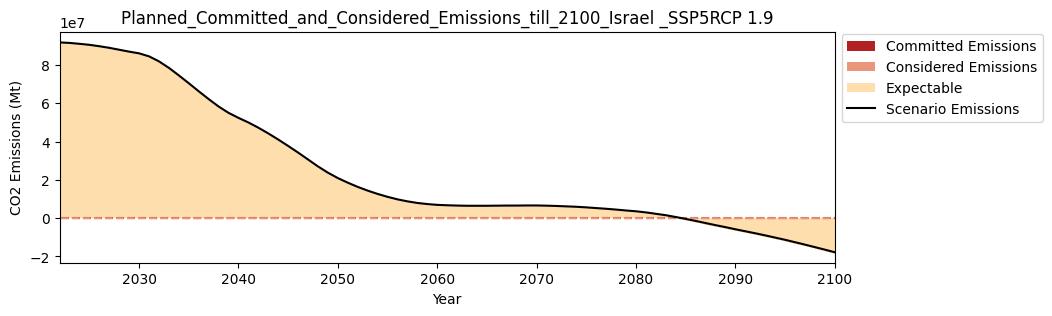 Planned_Committed_and_Considered_Emissions_till_2100_Israel _SSP5RCP 1.9
1e7
CO2 Emissions (Mt)
8
6
4
2
0
−2
2030 2040 2050 2060 2070 2080 2090 2100
Year
Committed Emissions
Considered Emissions
Expectable
Scenario Emissions